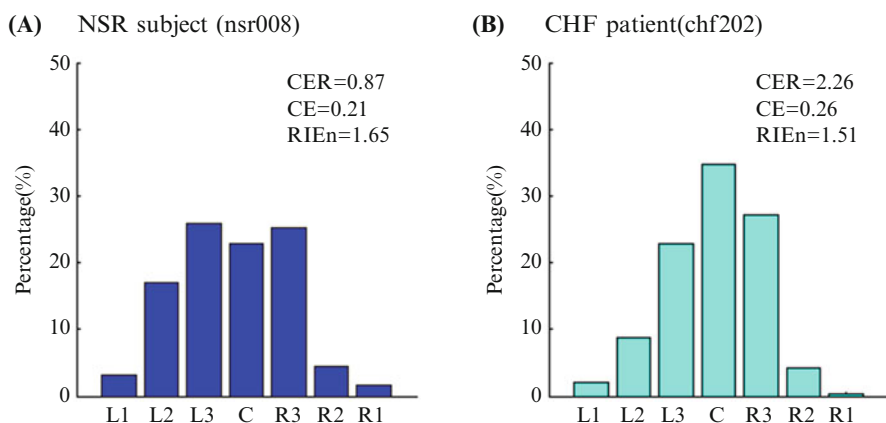 (A) NSR subject (nsr008)
CER=0.87
CE=0.21
RIEn=1.65
Percentage(%)
50
40
30
20
10
0
L1 L2 L3 C R3 R2 R1
(B) CHF patient(chf202)
CER=2.26
CE=0.26
RIEn=1.51
Percentage(%)
50
40
30
20
10
0
L1 L2 L3 C R3 R2 R1